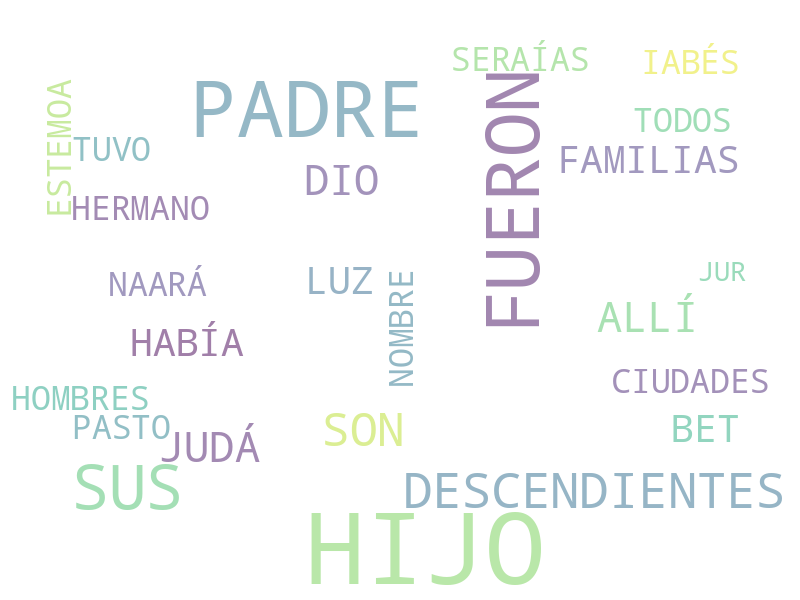 SERAÍAS
IABÉS
PADRE
FUERON
ESTEMOA
TODOS
TUVO
FAMILIAS
DIO
HERMANO
NAARÁ
LUZ
NOMBRE
JUR
ALLÍ
HABÍA
CIUDADES
HOMBRES
PASTO
SON
BET
JUDÁ
SUS
DESCENDIENTES
HIJO